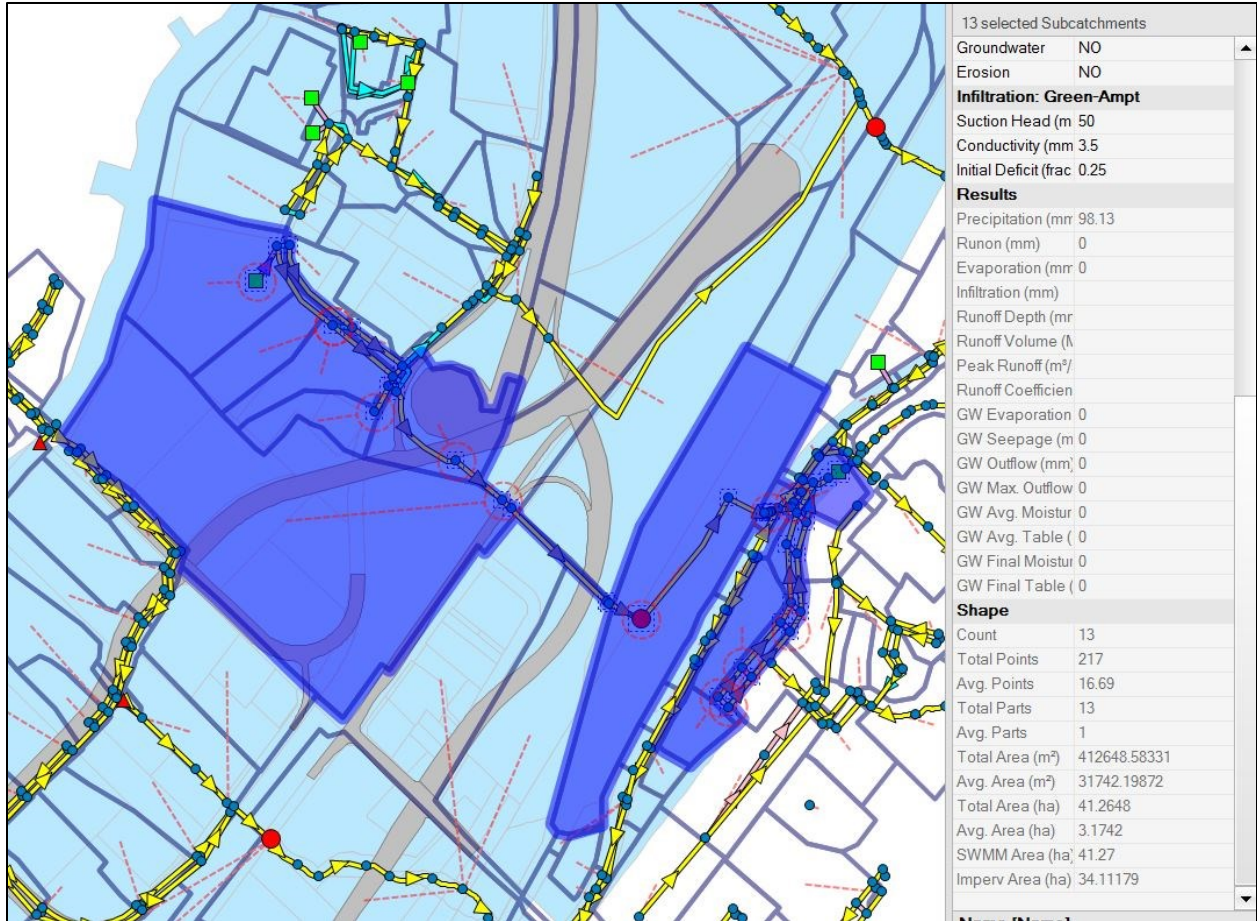 13 selected Subcatchments
Groundwater NO
Erosion NO
Infiltration: Green-Ampt
Suction Head (m 50
Conductivity (mm 3.5
Initial Deficit (frac 0.25
Results
Precipitation (mm 98.13
Runon (mm) 0
Evaporation (mm 0
Infiltration (mm)
Runoff Depth (mr
Runoff Volume (M
Peak Runoff (m³/
Runoff Coefficien
GW Evaporation 0
GW Seepage (m 0
GW Outflow (mm) 0
GW Max. Outflow 0
GW Avg. Moistur 0
GW Avg. Table ( 0
GW Final Moistur 0
GW Final Table ( 0
Shape
Count 13
Total Points 217
Avg. Points 16.69
Total Parts 13
Avg. Parts 1
Total Area (m²) 412648.58331
Avg. Area (m²) 31742.19872
Total Area (ha) 41.2648
Avg. Area (ha) 3.1742
SWMM Area (ha) 41.27
Imperv Area (ha) 34.11179